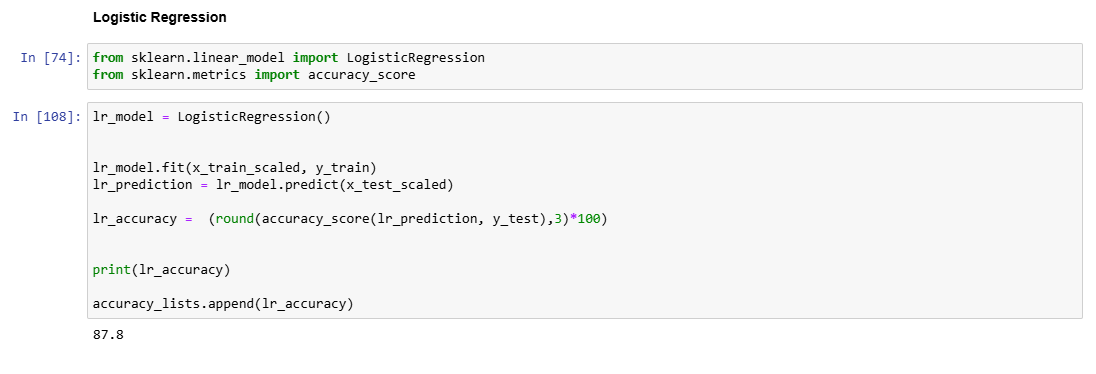 Logistic Regression
In [74]: from sklearn.linear_model import LogisticRegression
from sklearn.metrics import accuracy_score
In [108]: lr_model = LogisticRegression()
lr_model.fit(x_train_scaled, y_train)
lr_prediction = lr_model.predict(x_test_scaled)
lr_accuracy =  (round(accuracy_score(lr_prediction, y_test),3)*100)
print(lr_accuracy)
accuracy_lists.append(lr_accuracy)
87.8